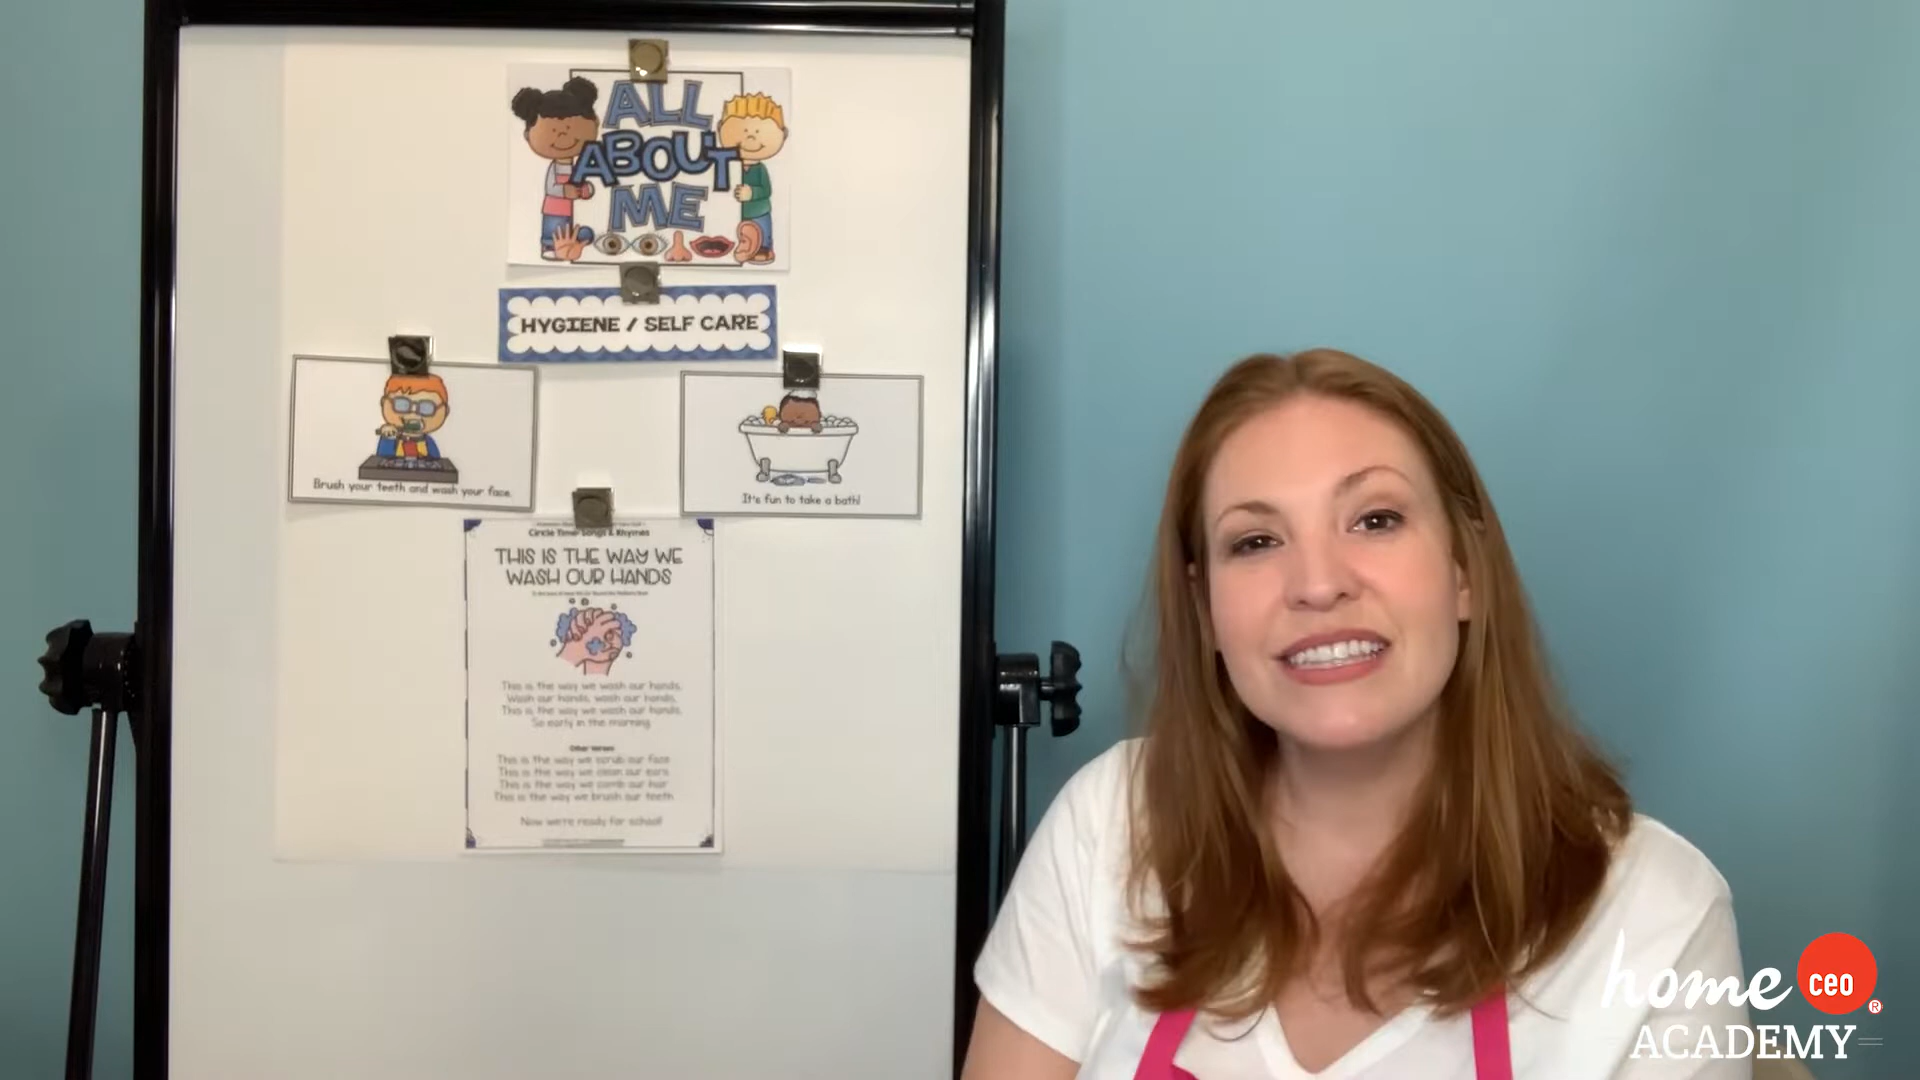 ALL
ABOUT
ME
HYGIENE / SELF CARE
Brush your teeth and wash your face.
It's fun to take a bath!
Circle Time Songs & Rhymes
THIS IS THE WAY WE
WASH OUR HANDS
This is the way we wash our hands,
Wash our hands, wash our hands,
This is the way we wash our hands,
So early in the morning.
Other Verses
This is the way we scrub our face
This is the way we clean our ears
This is the way we comb our hair
This is the way we brush our teeth
Now we're ready for school!
home ceo ®
ACADEMY